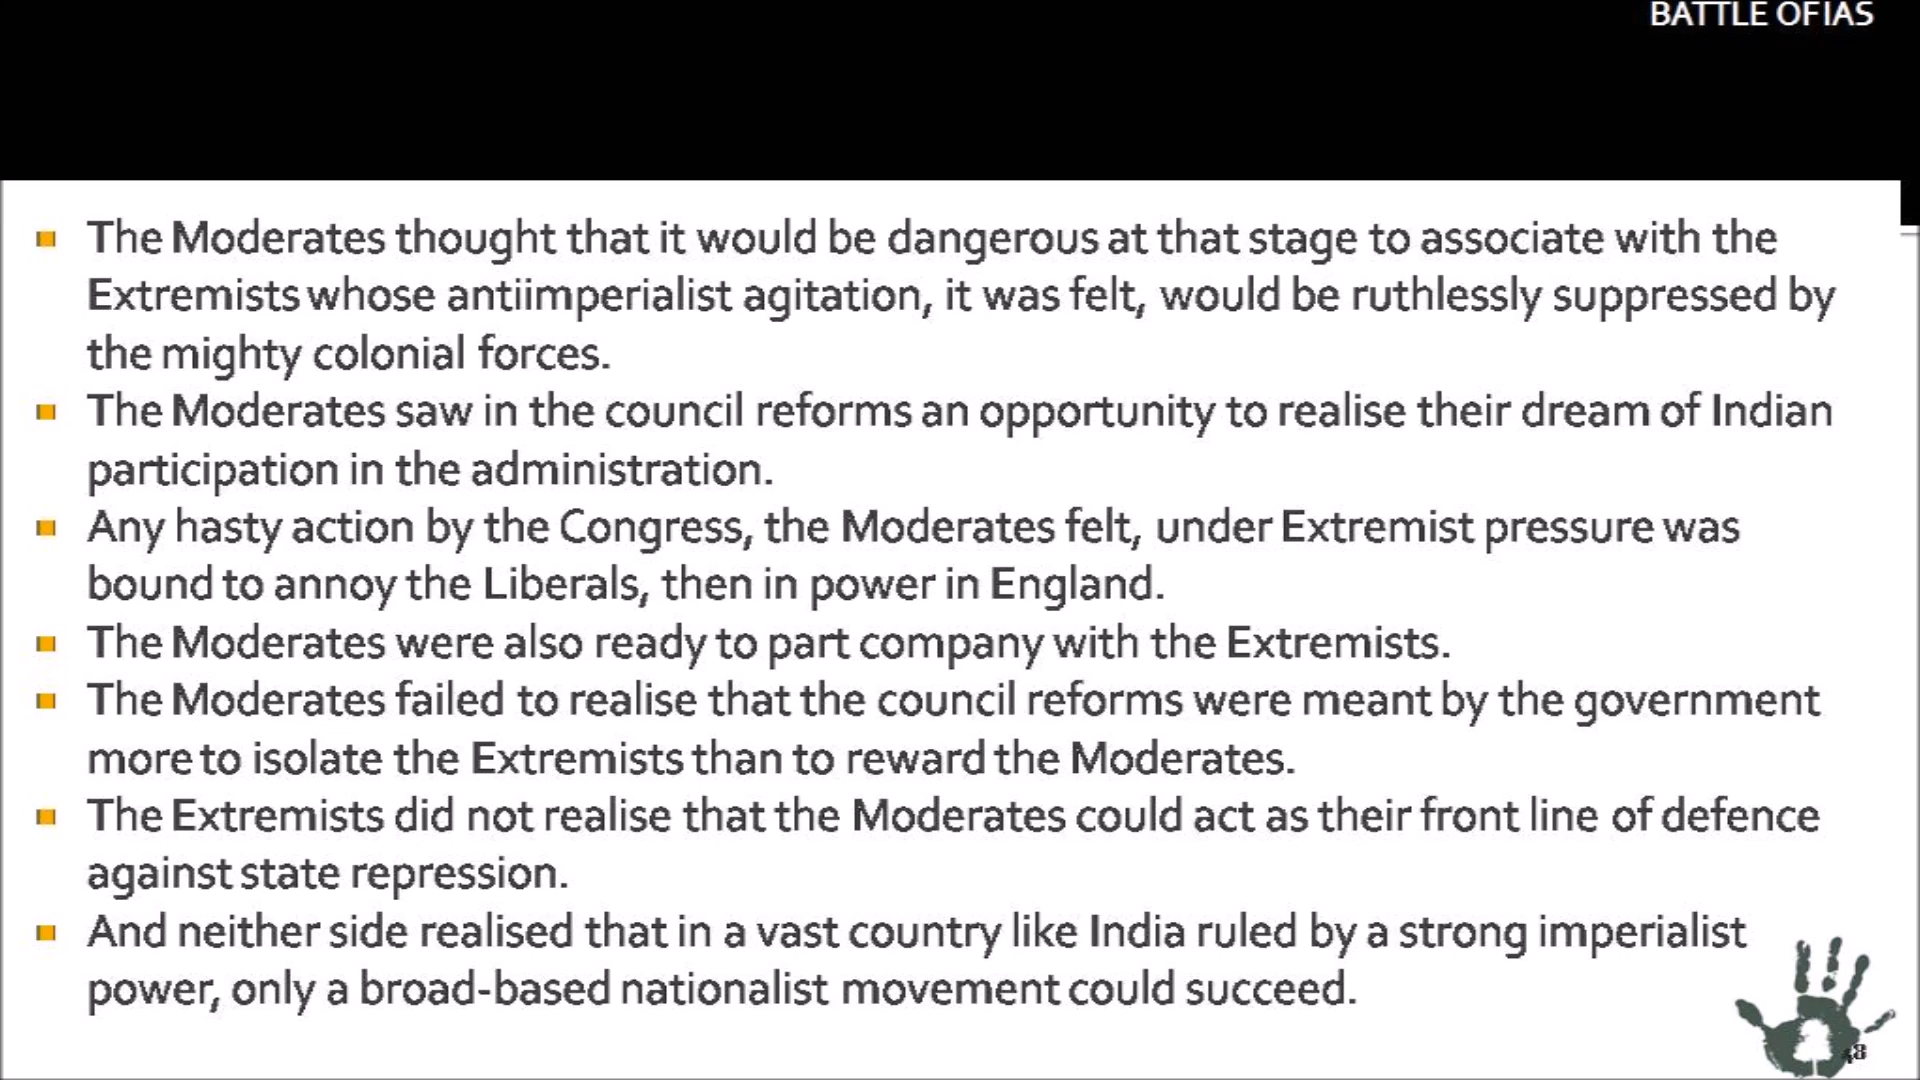 BATTLE OF IAS
The Moderates thought that it would be dangerous at that stage to associate with the
Extremists whose antiimperialist agitation, it was felt, would be ruthlessly suppressed by
the mighty colonial forces.
The Moderates saw in the council reforms an opportunity to realise their dream of Indian
participation in the administration.
Any hasty action by the Congress, the Moderates felt, under Extremist pressure was
bound to annoy the Liberals, then in power in England.
The Moderates were also ready to part company with the Extremists.
The Moderates failed to realise that the council reforms were meant by the government
more to isolate the Extremists than to reward the Moderates.
The Extremists did not realise that the Moderates could act as their front line of defence
against state repression.
And neither side realised that in a vast country like India ruled by a strong imperialist
power, only a broad-based nationalist movement could succeed.
48